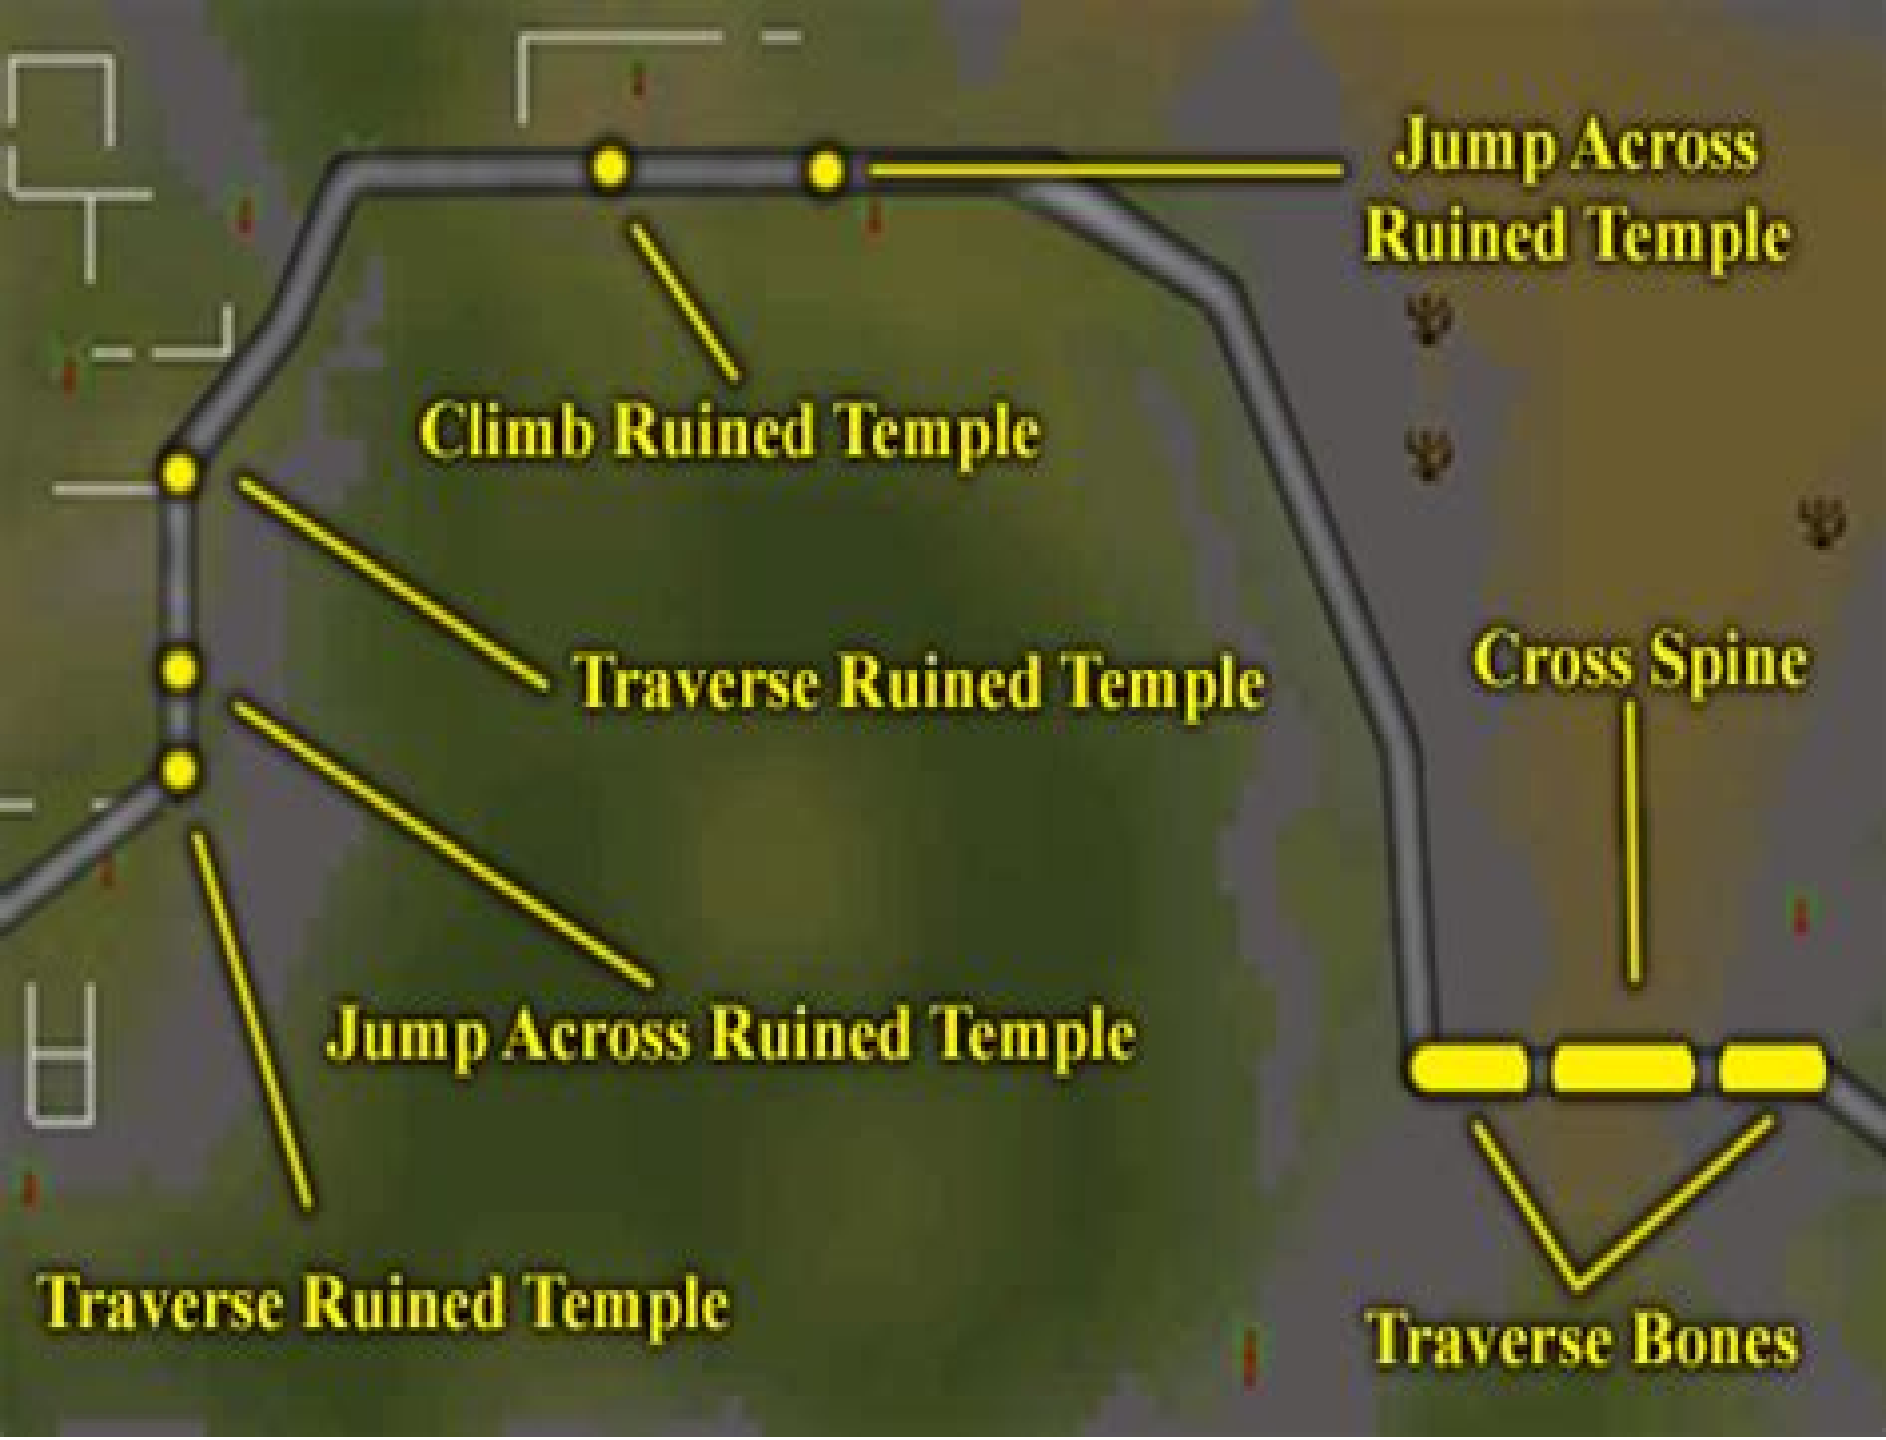 Jump Across
Ruined Temple
Climb Ruined Temple
Traverse Ruined Temple
Cross Spine
Jump Across Ruined Temple
Traverse Ruined Temple
Traverse Bones